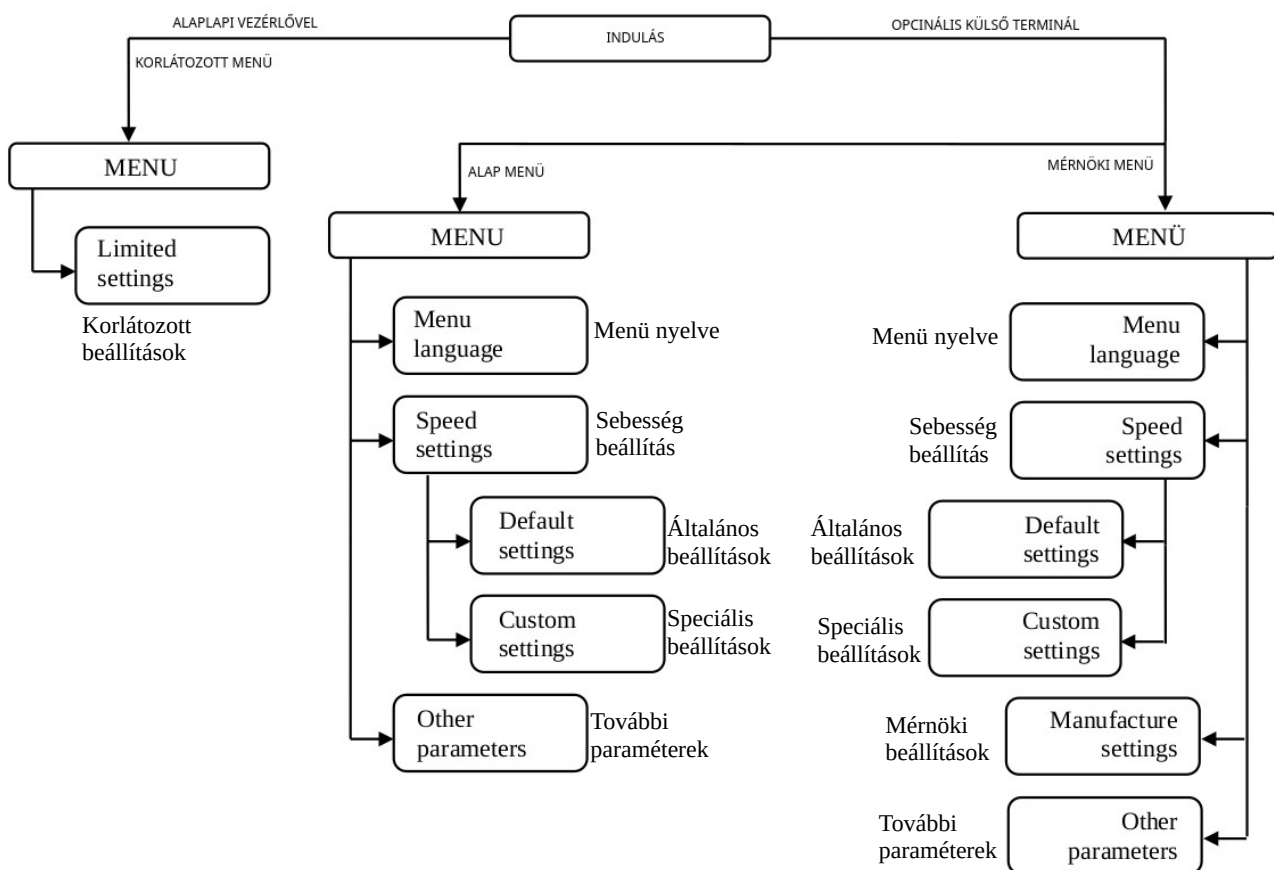 ALAPLAPI VEZÉRLŐVEL
INDULÁS
OPCINÁLIS KÜLSŐ TERMINÁL
KORLÁTOZOTT MENÜ
MENU
Limited
settings
Korlátozott
beállítások
ALAP MENÜ
MENU
Menu
language
Menü nyelve
Speed
settings
Sebesség
beállítás
Default
settings
Általános
beállítások
Custom
settings
Speciális
beállítások
Other
parameters
További
paraméterek
MÉRNÖKI MENÜ
MENÜ
Menü nyelve
Menu
language
Sebesség
beállítás
Speed
settings
Általános
beállítások
Default
settings
Speciális
beállítások
Custom
settings
Mérnöki
beállítások
Manufacture
settings
További
paraméterek
Other
parameters